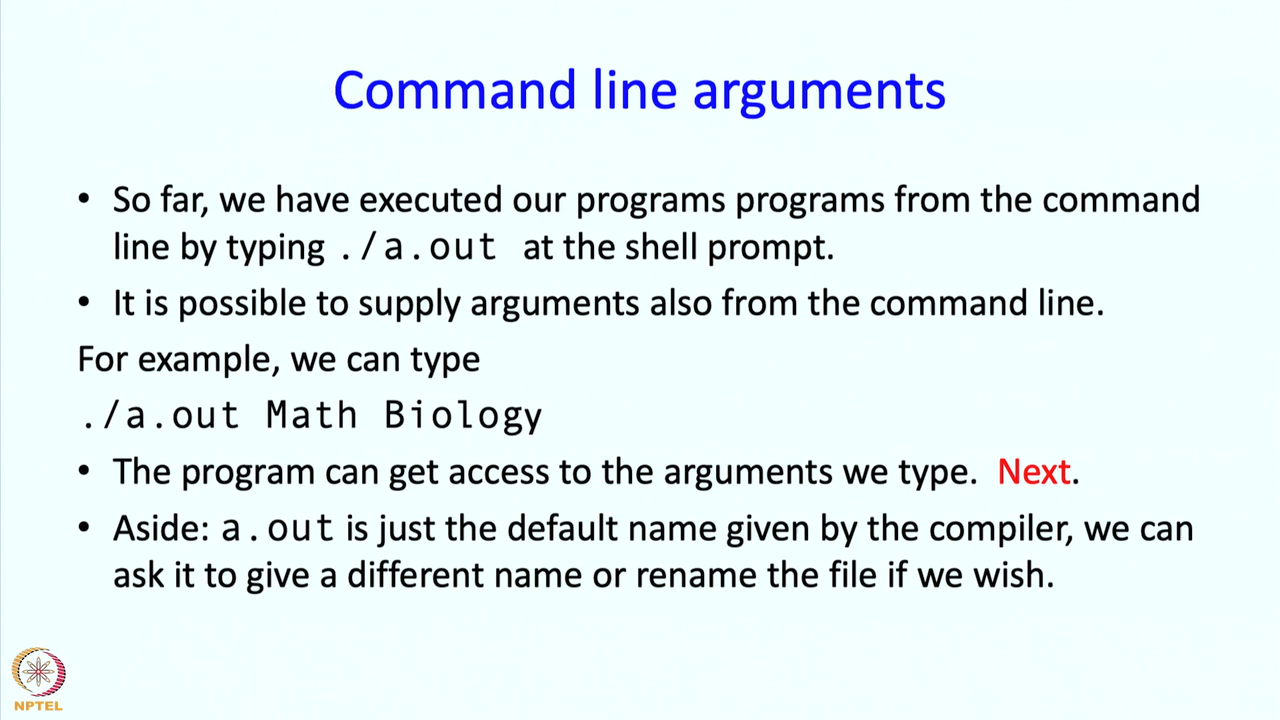 Command line arguments
• So far, we have executed our programs programs from the command
line by typing ./a.out at the shell prompt.
• It is possible to supply arguments also from the command line.
For example, we can type
./a.out Math Biology
• The program can get access to the arguments we type. Next.
• Aside: a.out is just the default name given by the compiler, we can
ask it to give a different name or rename the file if we wish.
NPTEL